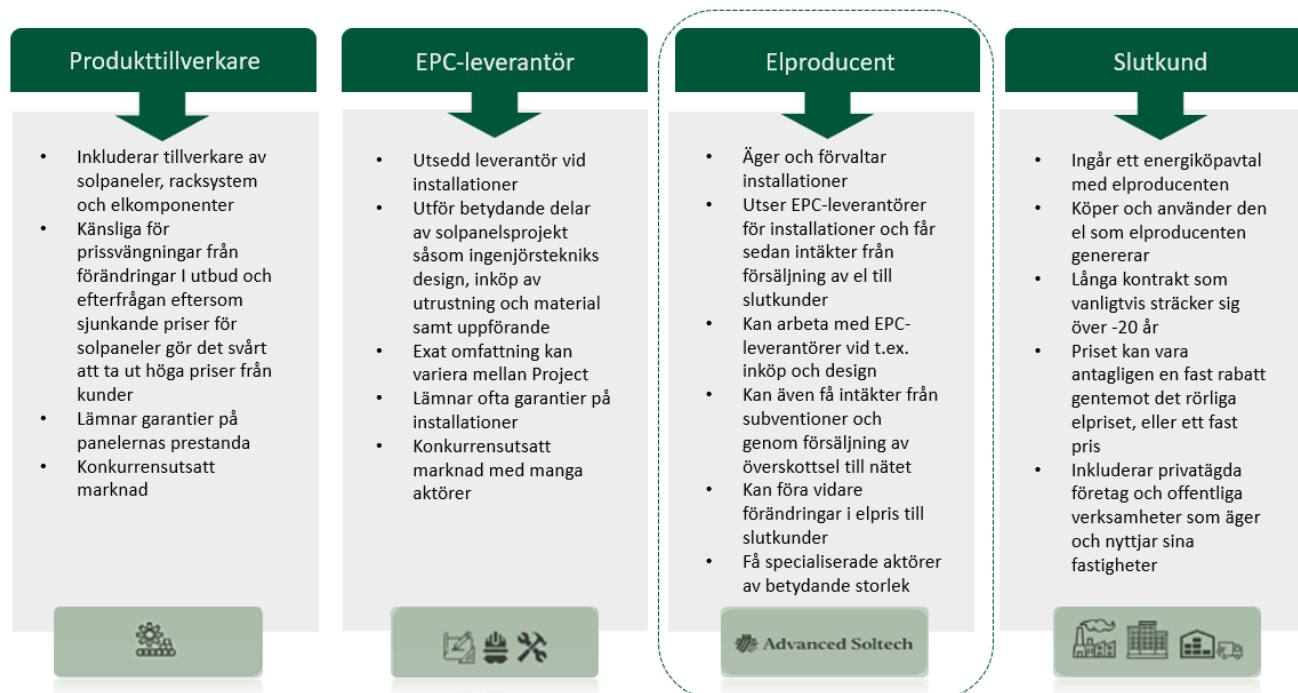 Produkttillverkare
• Inkluderar tillverkare av
solpaneler, racksystem
och elkomponenter
• Känsliga för
prissvängningar från
förändringar I utbud och
efterfrågan eftersom
sjunkande priser för
solpaneler gör det svårt
att ta ut höga priser från
kunder
• Lämnar garantier på
panelernas prestanda
• Konkurrensutsatt
marknad
EPC-leverantör
• Utsedd leverantör vid
installationer
• Utför betydande delar
av solpanelsprojekt
såsom ingenjörstekniks
design, inköp av
utrustning och material
samt uppförande
• Exat omfattning kan
variera mellan Project
• Lämnar ofta garantier på
installationer
• Konkurrensutsatt
marknad med manga
aktörer
Elproducent
• Äger och förvaltar
installationer
• Utser EPC-leverantörer
för installationer och får
sedan intäkter från
försäljning av el till
slutkunder
• Kan arbeta med EPC-
leverantörer vid t.ex.
inköp och design
• Kan även få intäkter från
subventioner och
genom försäljning av
överskottsel till nätet
• Kan föra vidare
förändringar i elpris till
slutkunder
• Få specialiserade aktörer
av betydande storlek
Advanced Soltech
Slutkund
• Ingår ett energiköpavtal
med elproducenten
• Köper och använder den
el som elproducenten
genererar
• Långa kontrakt som
vanligtvis sträcker sig
över -20 år
• Priset kan vara
antagligen en fast rabatt
gentemot det rörliga
elpriset, eller ett fast
pris
• Inkluderar privatägda
företag och offentliga
verksamheter som äger
och nyttjar sina
fastigheter